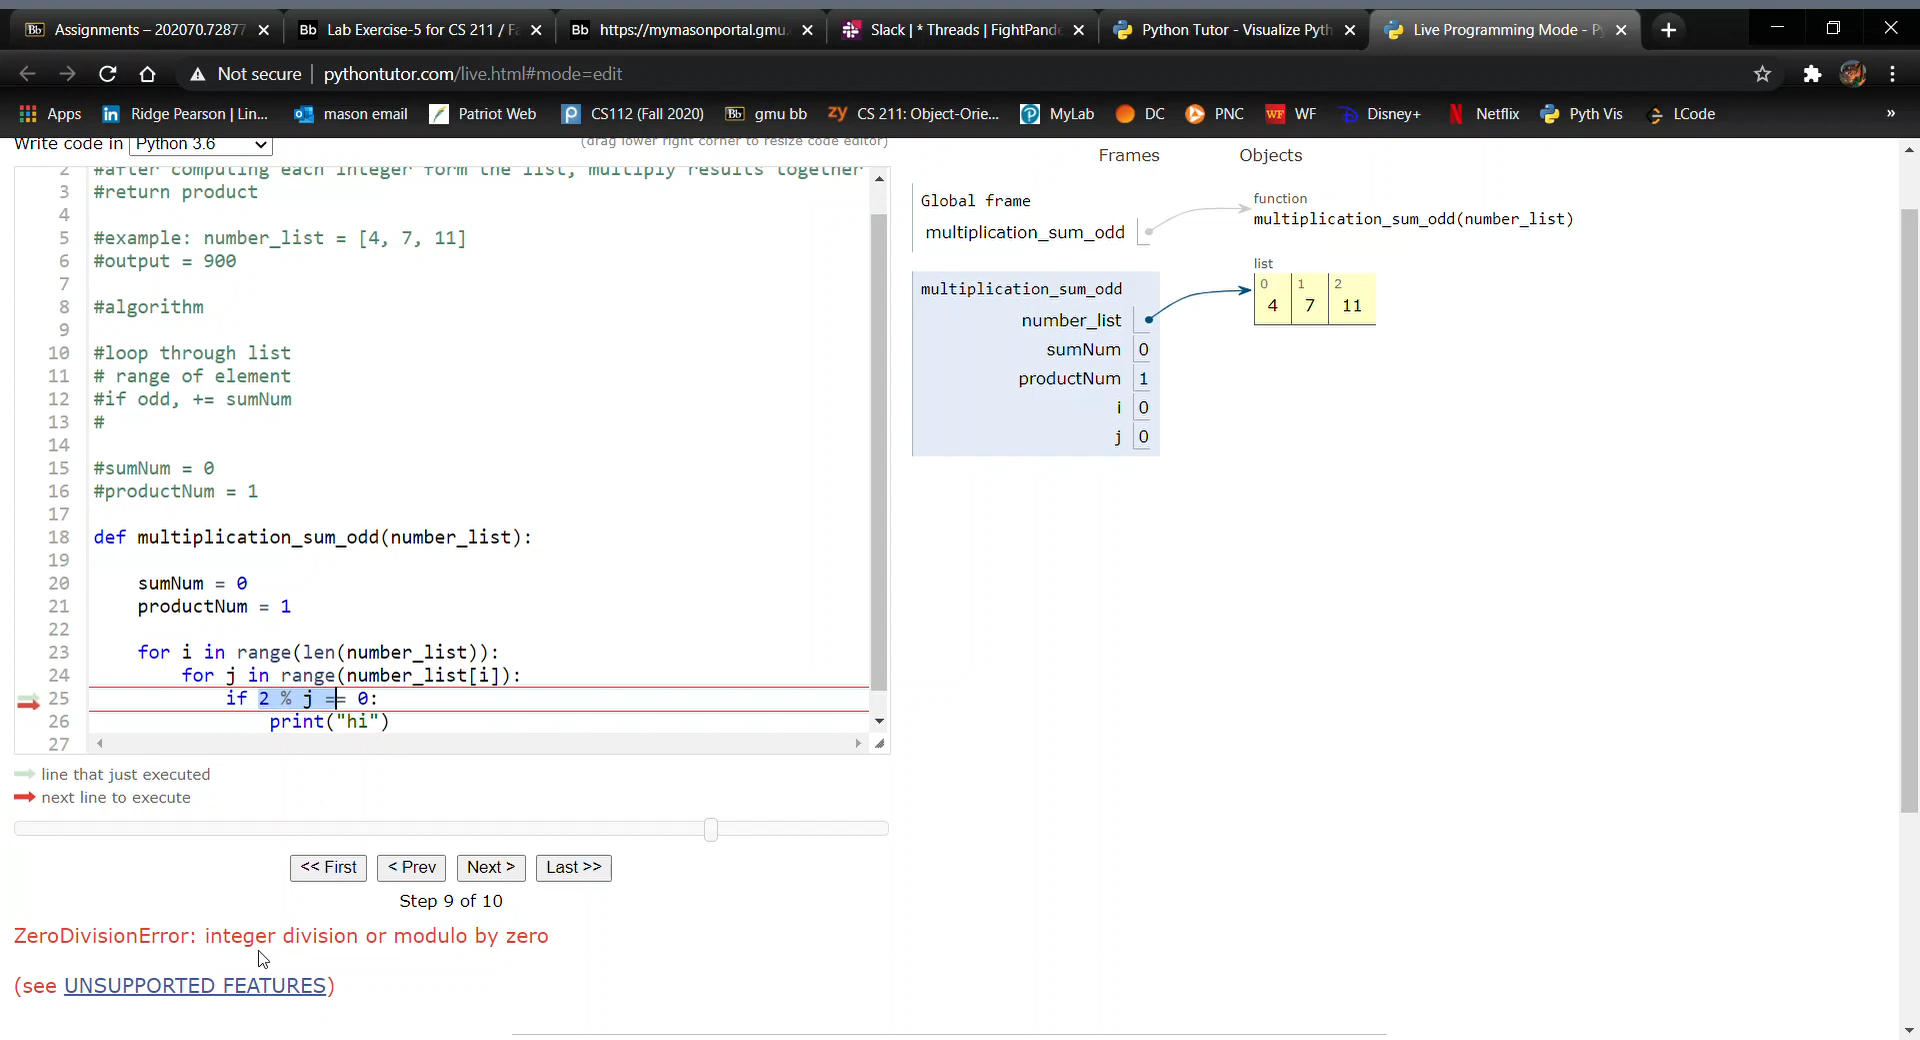 Assignments – 202070.72877
Lab Exercise-5 for CS 211 / Fa
https://mymasonportal.gmu.
Slack | * Threads | FightPande
Python Tutor - Visualize Pyth
Live Programming Mode - Py
Not secure | pythontutor.com/live.html#mode=edit
Apps
Ridge Pearson | Lin...
mason email
Patriot Web
CS112 (Fall 2020)
gmu bb
CS 211: Object-Orie...
MyLab
DC
PNC
WF
Disney+
Netflix
Pyth Vis
LCode
»
Write code in Python 3.6
(drag lower right corner to resize code editor)
2 #after computing each integer form the list, multiply results together
3 #return product
4
5 #example: number_list = [4, 7, 11]
6 #output = 900
7
8 #algorithm
9
10 #loop through list
11 # range of element
12 #if odd, += sumNum
13 #
14
15 #sumNum = 0
16 #productNum = 1
17
18 def multiplication_sum_odd(number_list):
19
20 sumNum = 0
21 productNum = 1
22
23 for i in range(len(number_list)):
24 for j in range(number_list[i]):
25 if 2 % j == 0:
26 print("hi")
27
line that just executed
next line to execute
<< First
< Prev
Next >
Last >>
Step 9 of 10
ZeroDivisionError: integer division or modulo by zero
(see UNSUPPORTED FEATURES)
Frames
Objects
Global frame
multiplication_sum_odd
function
multiplication_sum_odd(number_list)
multiplication_sum_odd
number_list
sumNum 0
productNum 1
i 0
j 0
list
0 1 2
4 7 11